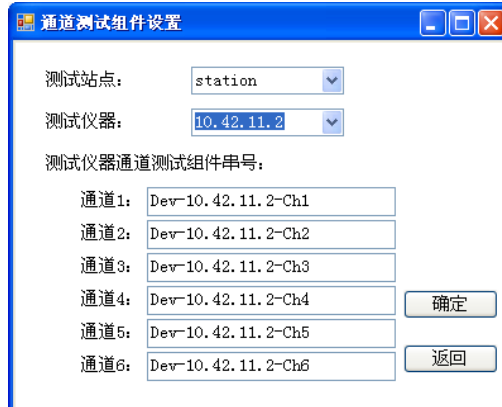 通道测试组件设置
测试站点： station
测试仪器： 10.42.11.2
测试仪器通道测试组件串号：
通道1： Dev-10.42.11.2-Ch1
通道2： Dev-10.42.11.2-Ch2
通道3： Dev-10.42.11.2-Ch3
通道4： Dev-10.42.11.2-Ch4
确定
通道5： Dev-10.42.11.2-Ch5
通道6： Dev-10.42.11.2-Ch6
返回